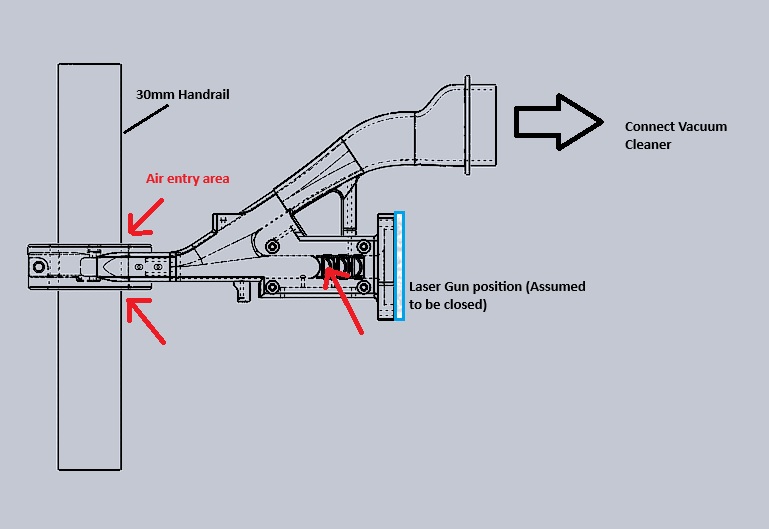 30mm Handrail
Air entry area
Connect Vacuum
Cleaner
Laser Gun position (Assumed
to be closed)